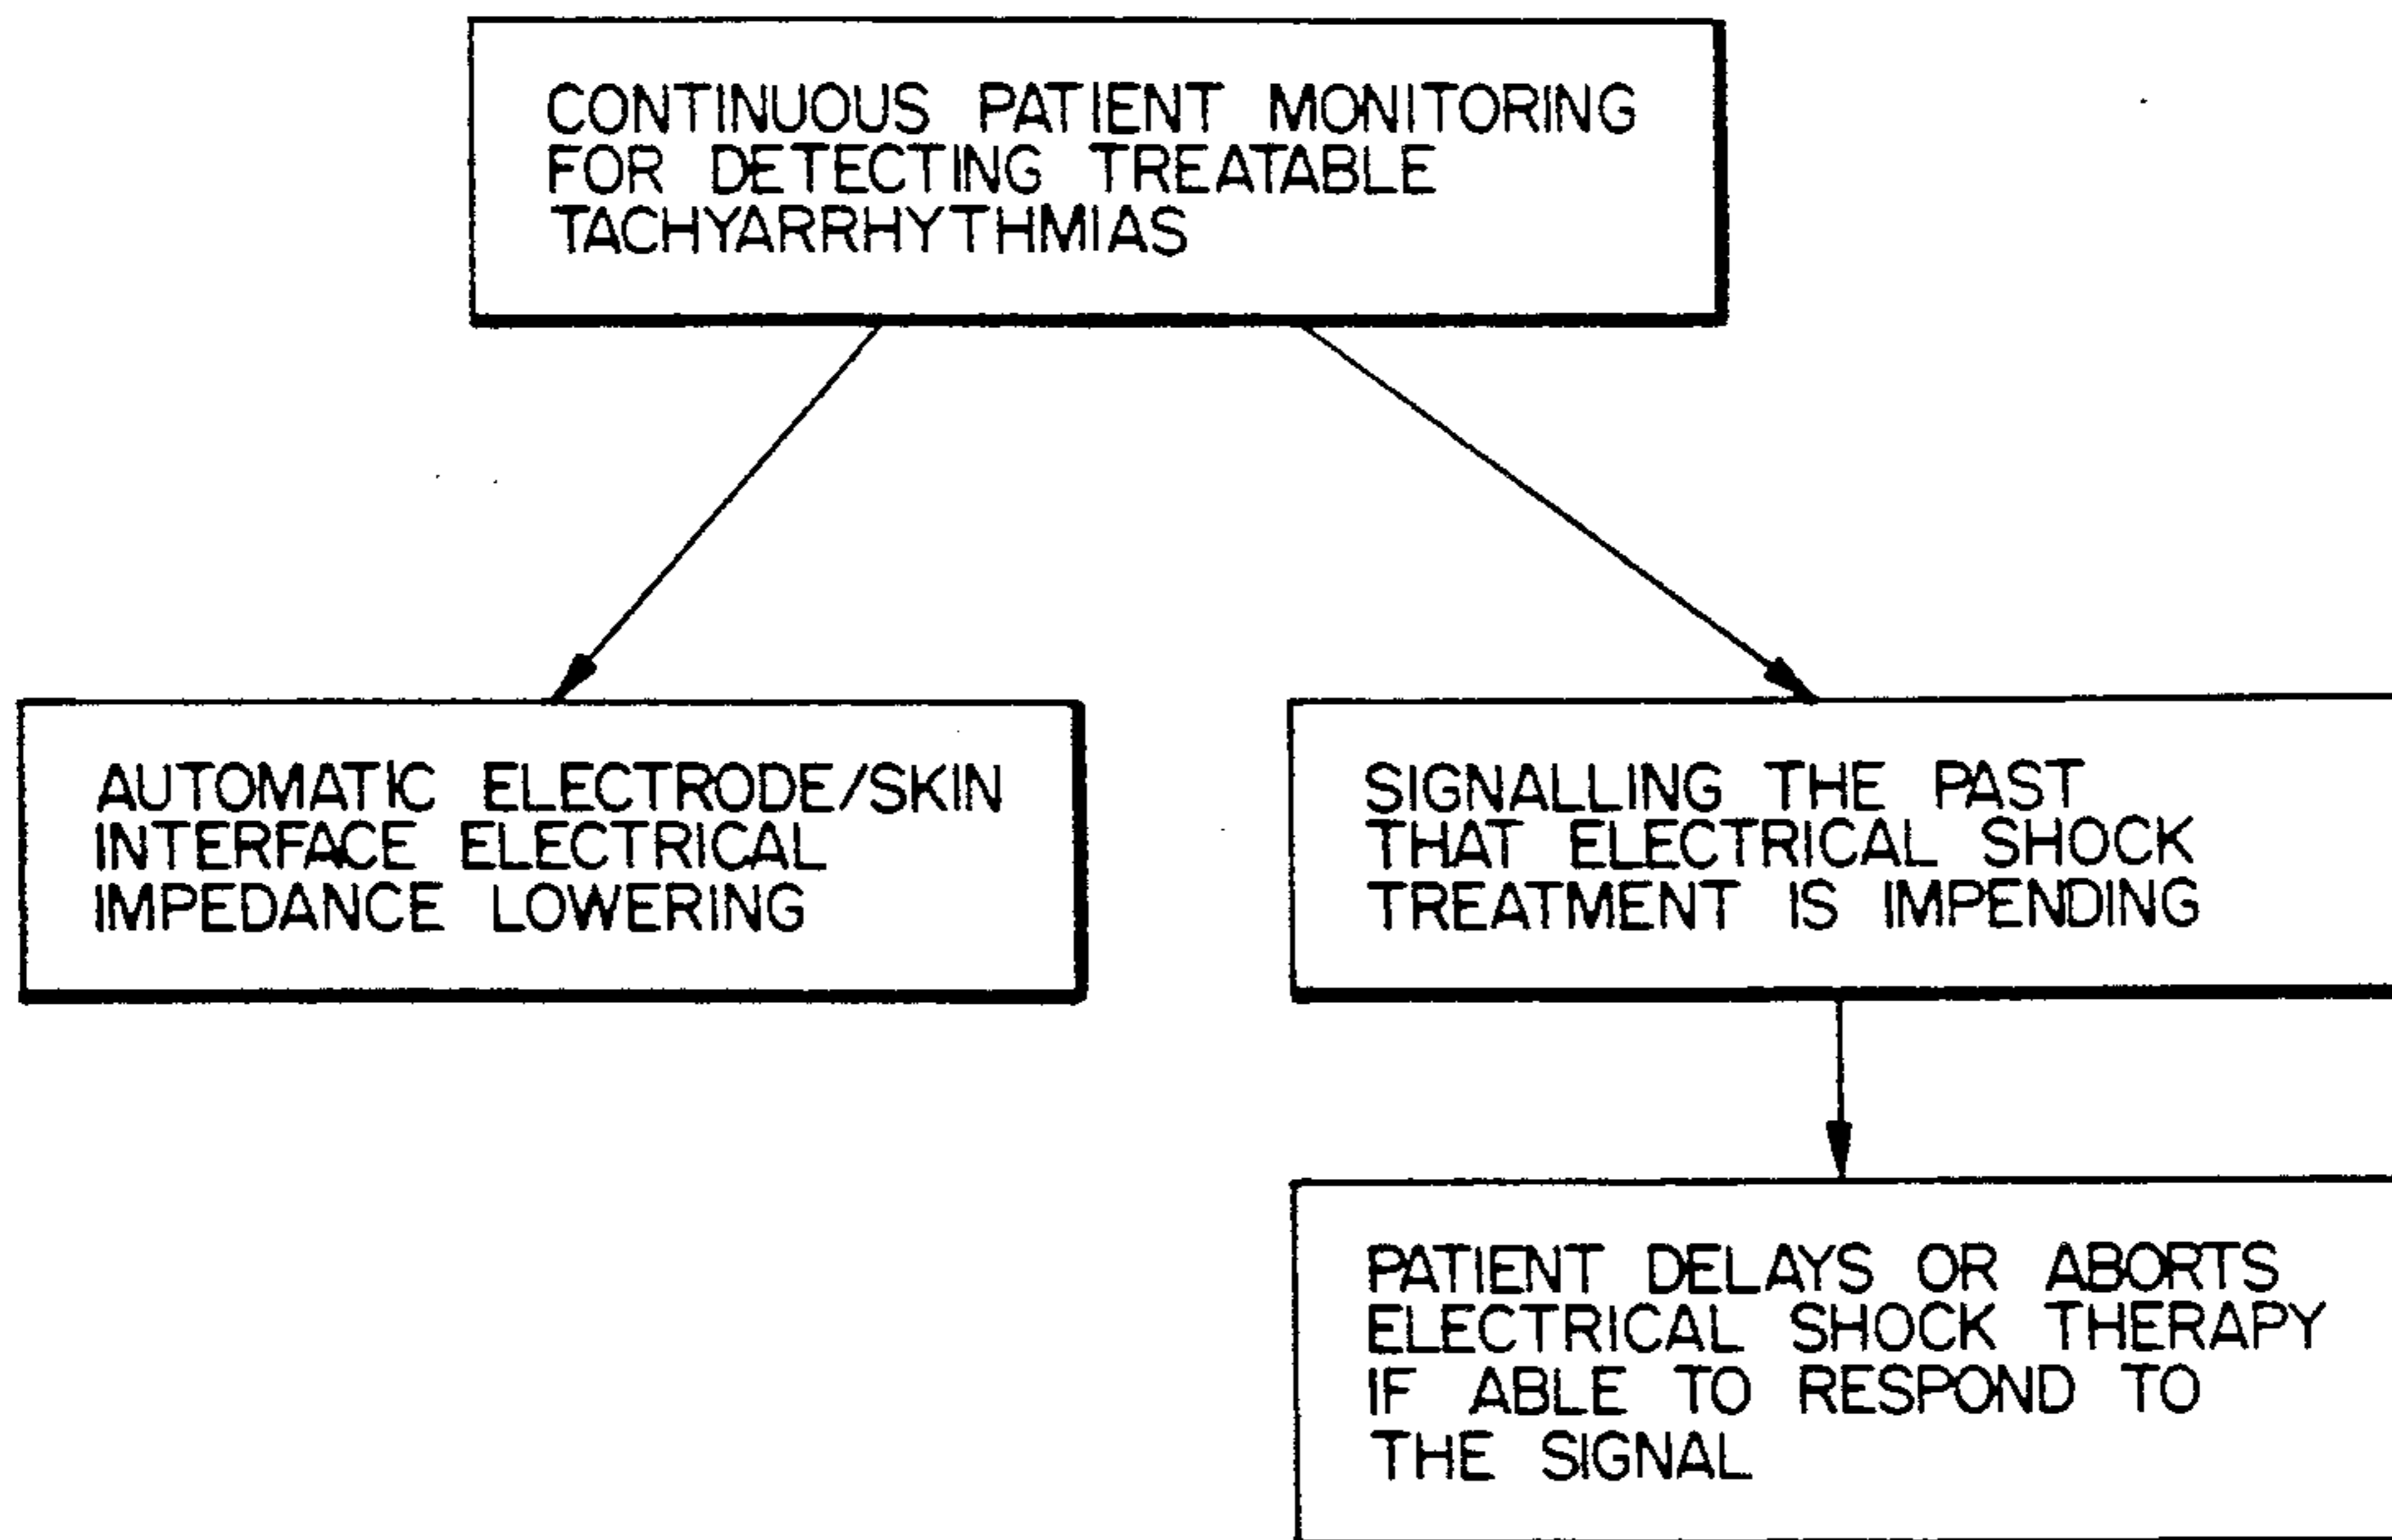 CONTINUOUS PATIENT MONITORING
FOR DETECTING TREATABLE
TACHYARRHYTHMIAS
AUTOMATIC ELECTRODE/SKIN
INTERFACE ELECTRICAL
IMPEDANCE LOWERING
SIGNALLING THE PAST
THAT ELECTRICAL SHOCK
TREATMENT IS IMPENDING
PATIENT DELAYS OR ABORTS
ELECTRICAL SHOCK THERAPY
IF ABLE TO RESPOND TO
THE SIGNAL